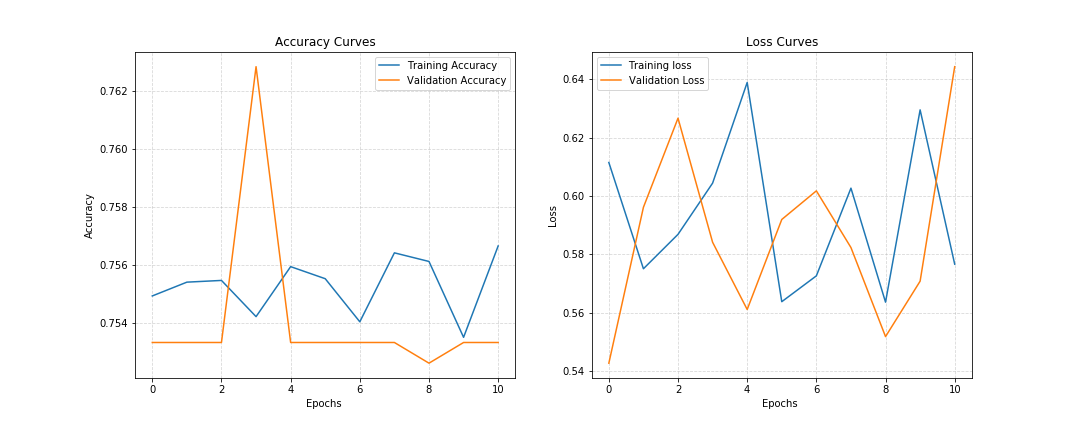 Accuracy Curves
Training Accuracy
Validation Accuracy
0.762
0.760
0.758
0.756
0.754
Accuracy
0 2 4 6 8 10
Epochs
Loss Curves
Training loss
Validation Loss
0.64
0.62
0.60
0.58
0.56
0.54
Loss
0 2 4 6 8 10
Epochs